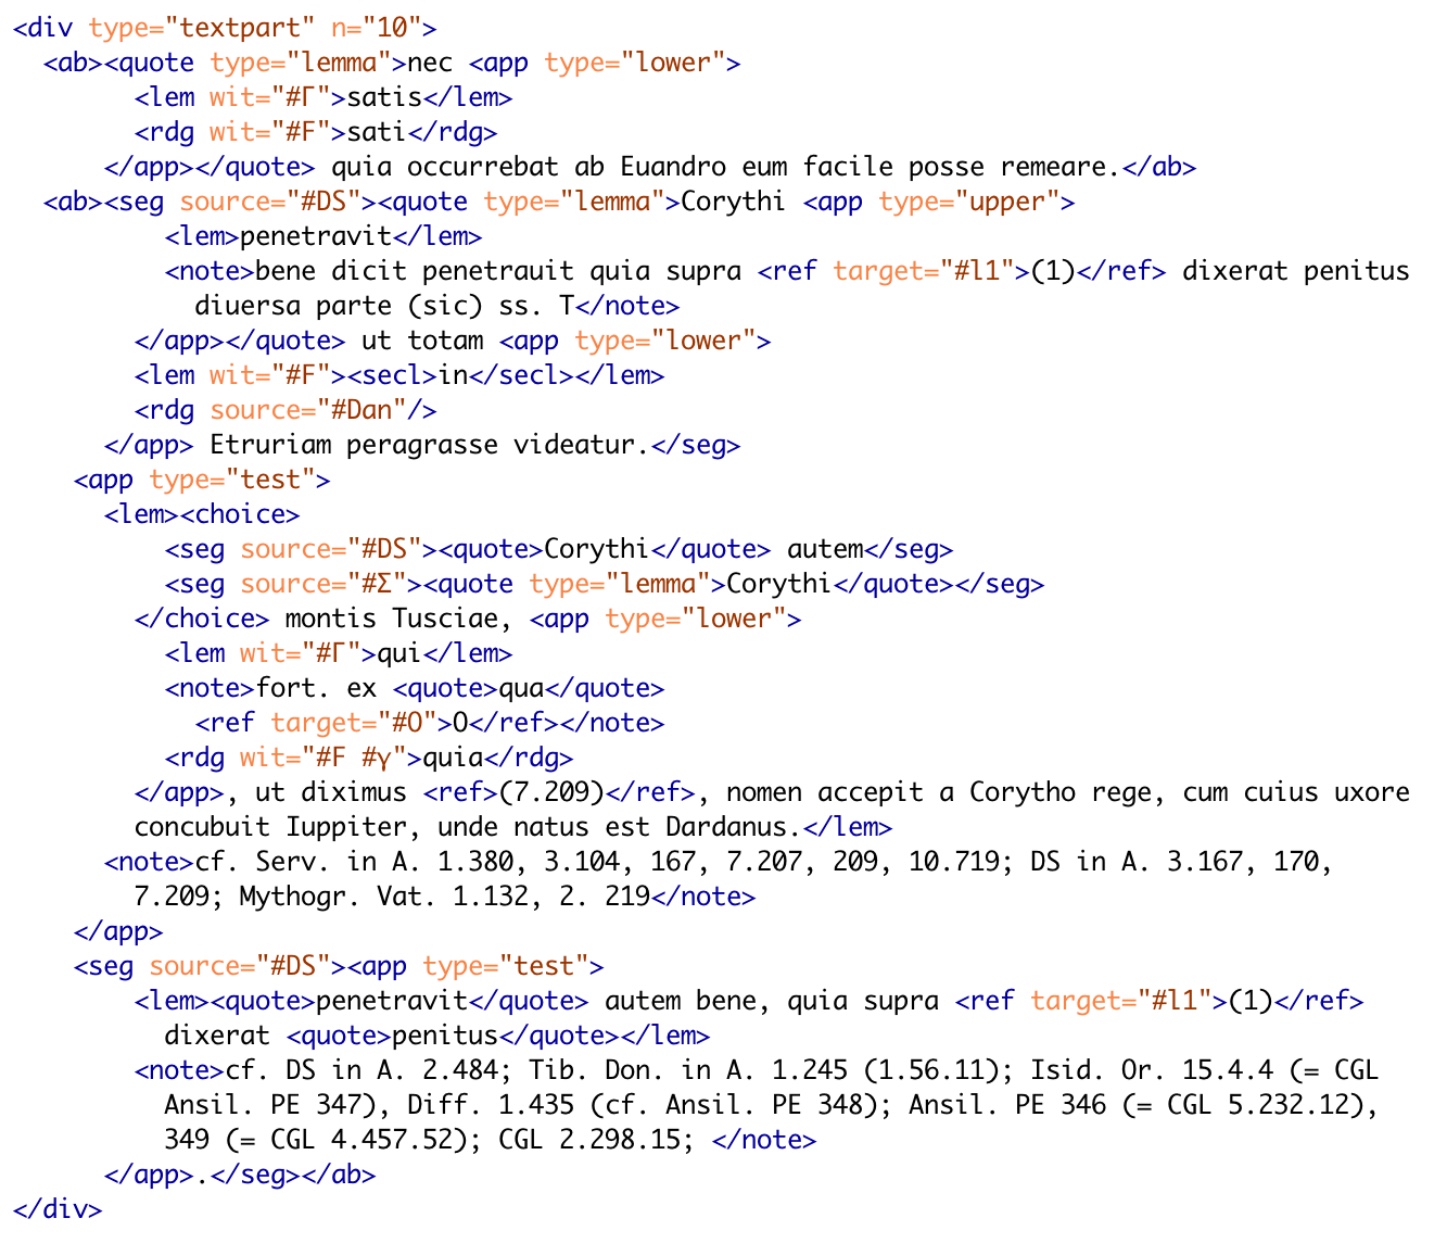 <div type="textpart" n="10">
<ab><quote type="lemma">nec <app type="lower">
<lem wit="#Γ">satis</lem>
<rdg wit="#F">sati</rdg>
</app></quote> quia occurrebat ab Euandro eum facile posse remeare.</ab>
<ab><seg source="#DS"><quote type="lemma">Corythi <app type="upper">
<lem>penetravit</lem>
<note>bene dicit penetrauit quia supra <ref target="#l1">(1)</ref> dixerat penitus
diuersa parte (sic) ss. T</note>
</app></quote> ut totam <app type="lower">
<lem wit="#F"><secl>in</secl></lem>
<rdg source="#Dan"/>
</app> Etruriam peragrasse videatur.</seg>
<app type="test">
<lem><choice>
<seg source="#DS"><quote>Corythi</quote> autem</seg>
<seg source="#Σ"><quote type="lemma">Corythi</quote></seg>
</choice> montis Tusciae, <app type="lower">
<lem wit="#Γ">qui</lem>
<note>fort. ex <quote>qua</quote>
<ref target="#O">O</ref></note>
<rdg wit="#F #γ">quia</rdg>
</app>, ut diximus <ref>(7.209)</ref>, nomen accepit a Corytho rege, cum cuius uxore
concubuit Iuppiter, unde natus est Dardanus.</lem>
<note>cf. Serv. in A. 1.380, 3.104, 167, 7.207, 209, 10.719; DS in A. 3.167, 170,
7.209; Mythogr. Vat. 1.132, 2. 219</note>
</app>
<seg source="#DS"><app type="test">
<lem><quote>penetravit</quote> autem bene, quia supra <ref target="#l1">(1)</ref>
dixerat <quote>penitus</quote></lem>
<note>cf. DS in A. 2.484; Tib. Don. in A. 1.245 (1.56.11); Isid. Or. 15.4.4 (= CGL
Ansil. PE 347), Diff. 1.435 (cf. Ansil. PE 348); Ansil. PE 346 (= CGL 5.232.12),
349 (= CGL 4.457.52); CGL 2.298.15; </note>
</app>.</seg></ab>
</div>